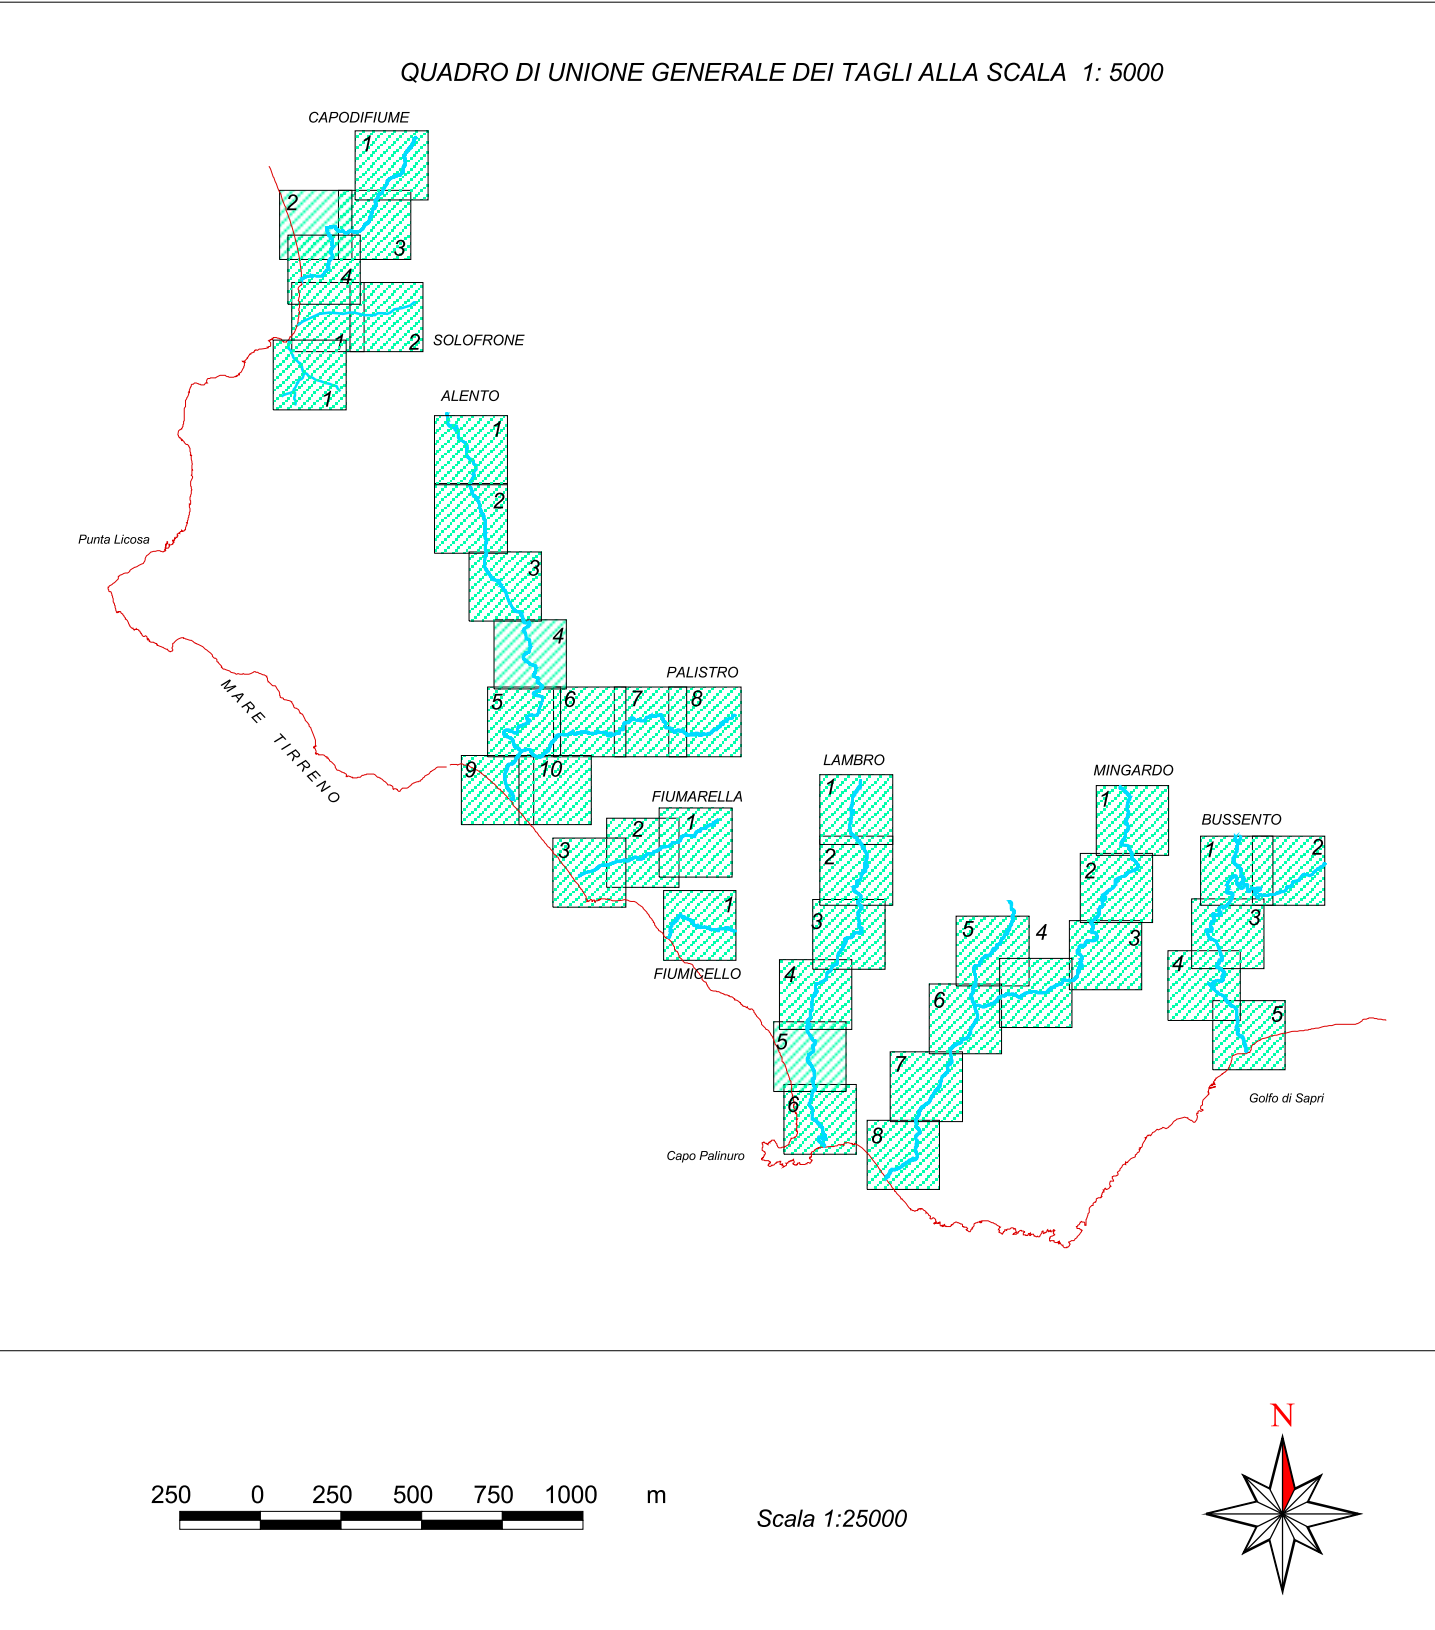 QUADRO DI UNIONE GENERALE DEI TAGLI ALLA SCALA 1: 5000
CAPODIFIUME
1
2
3
4
1
2
SOLOFRONE
1
ALENTO
1
2
Punta Licosa
3
4
PALISTRO
5
6
7
8
MARE TIRRENO
9
10
LAMBRO
1
2
3
4
5
6
FIUMARELLA
1
2
3
1
FIUMICELLO
MINGARDO
1
2
3
4
5
6
7
8
BUSSENTO
1
2
3
4
5
Golfo di Sapri
Capo Palinuro
N
250 0 250 500 750 1000 m
Scala 1:25000